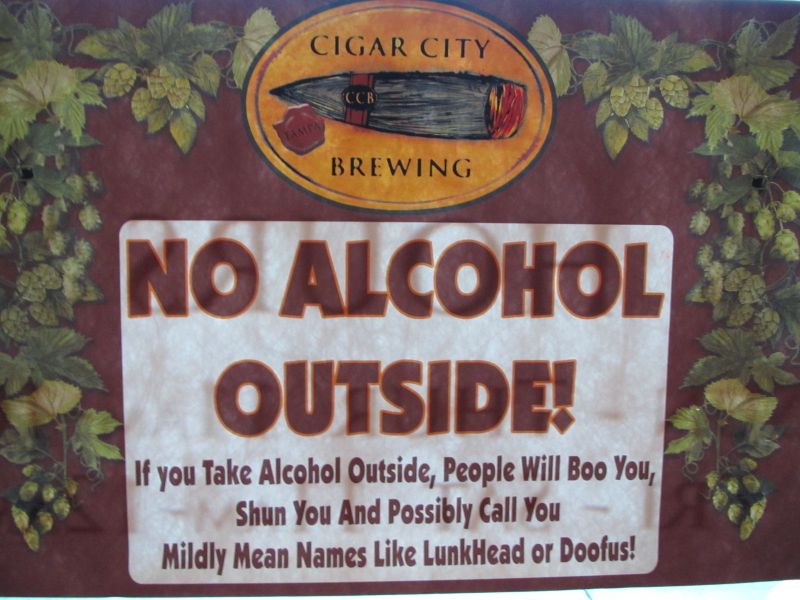 CIGAR CITY
CCB
TAMPA
BREWING
NO ALCOHOL
OUTSIDE!
If you Take Alcohol Outside, People Will Boo You,
Shun You And Possibly Call You
Mildly Mean Names Like LunkHead or Doofus!